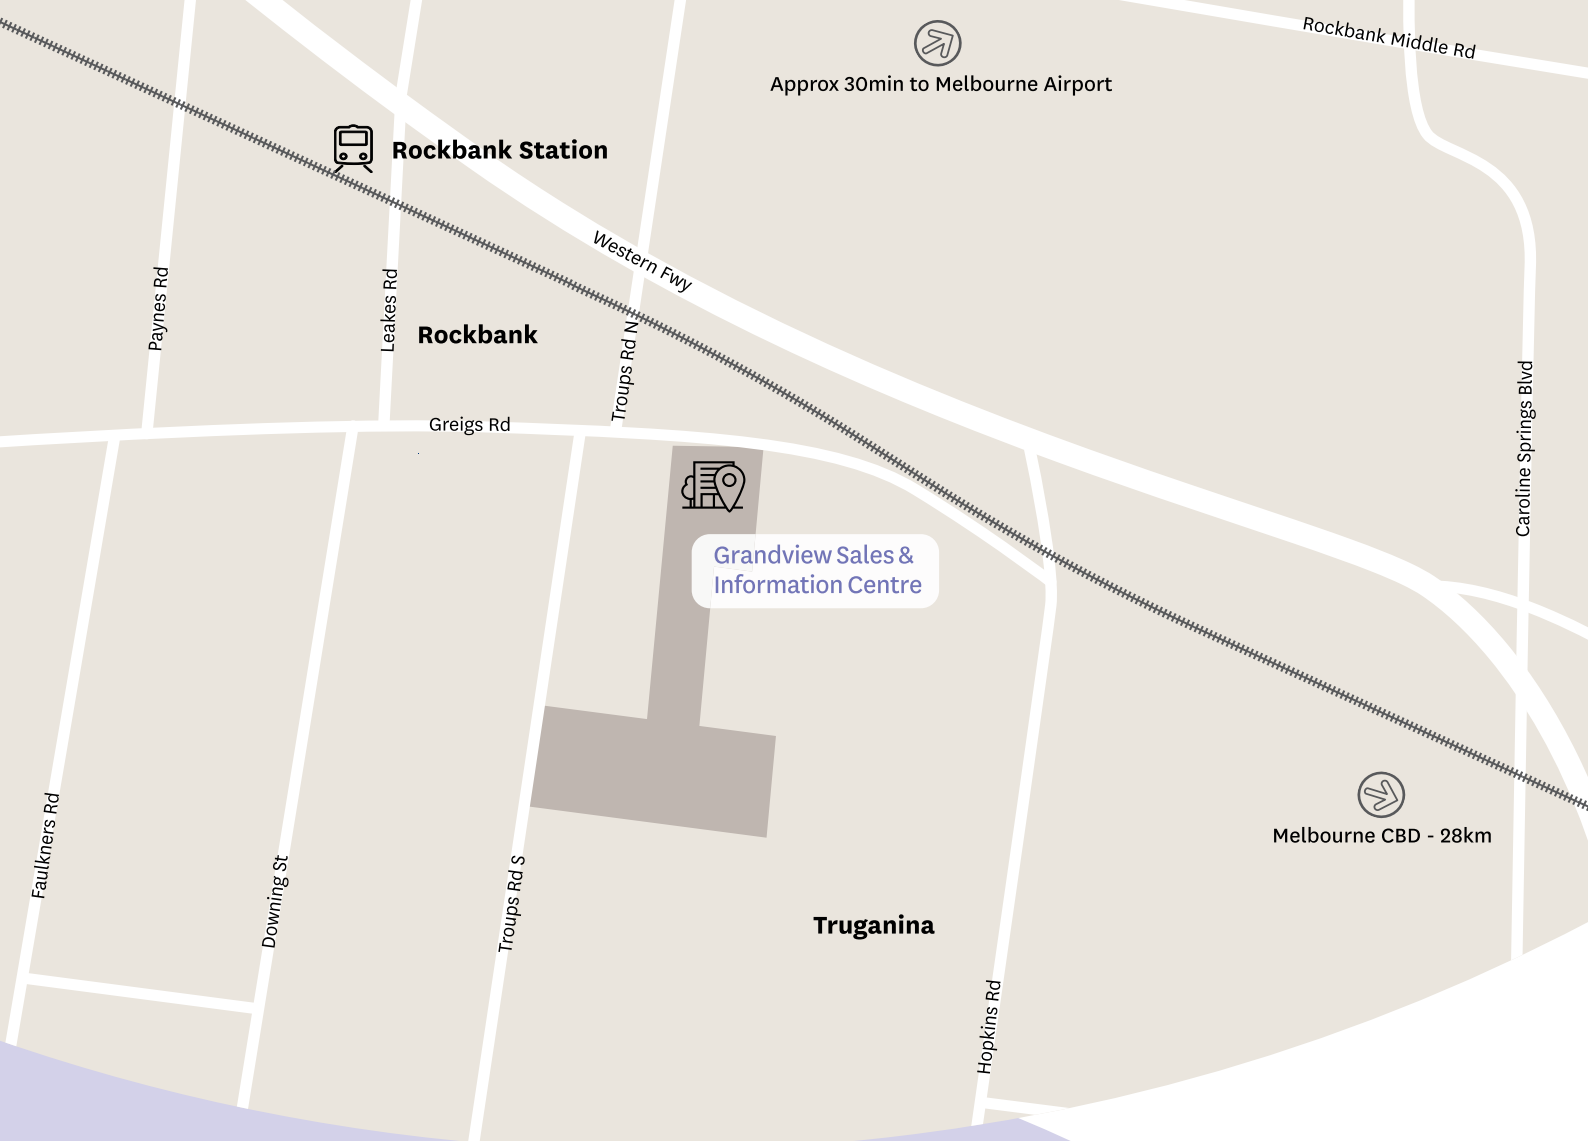 Rockbank Middle Rd
Approx 30min to Melbourne Airport
Rockbank Station
Western Fwy
Paynes Rd
Leakes Rd
Rockbank
Troups Rd N
Greigs Rd
Caroline Springs Blvd
Grandview Sales &
Information Centre
Melbourne CBD - 28km
Faulkners Rd
Downing St
Troups Rd S
Truganina
Hopkins Rd